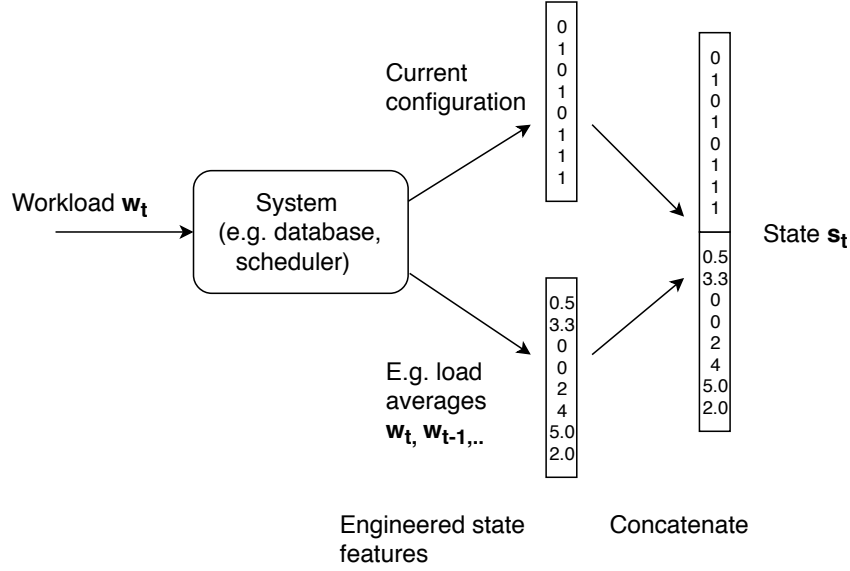 Workload w_t
System
(e.g. database,
scheduler)
Current
configuration
0
1
0
1
0
1
1
1
E.g. load
averages
w_t, w_t-1,..
0.5
3.3
0
0
2
4
5.0
2.0
0
1
0
1
0
1
1
1
0.5
3.3
0
0
2
4
5.0
2.0
State s_t
Engineered state
features
Concatenate